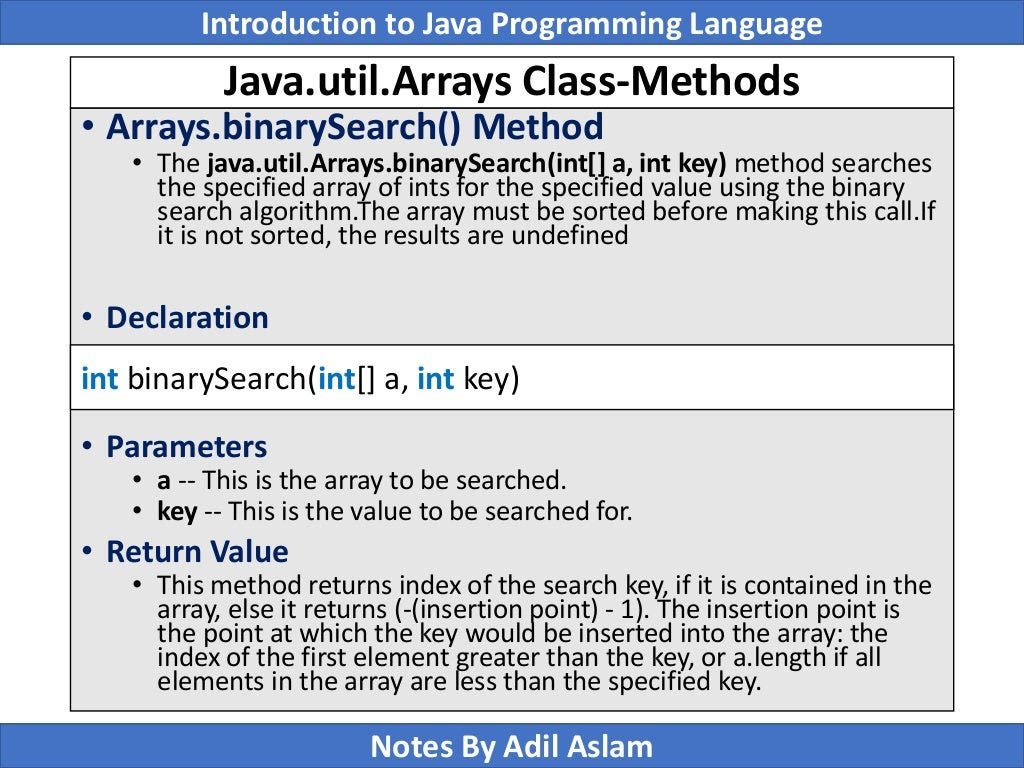 Introduction to Java Programming Language
Java.util.Arrays Class-Methods
• Arrays.binarySearch() Method
• The java.util.Arrays.binarySearch(int[] a, int key) method searches
the specified array of ints for the specified value using the binary
search algorithm.The array must be sorted before making this call.If
it is not sorted, the results are undefined
• Declaration
int binarySearch(int[] a, int key)
• Parameters
• a -- This is the array to be searched.
• key -- This is the value to be searched for.
• Return Value
• This method returns index of the search key, if it is contained in the
array, else it returns (-(insertion point) - 1). The insertion point is
the point at which the key would be inserted into the array: the
index of the first element greater than the key, or a.length if all
elements in the array are less than the specified key.
Notes By Adil Aslam